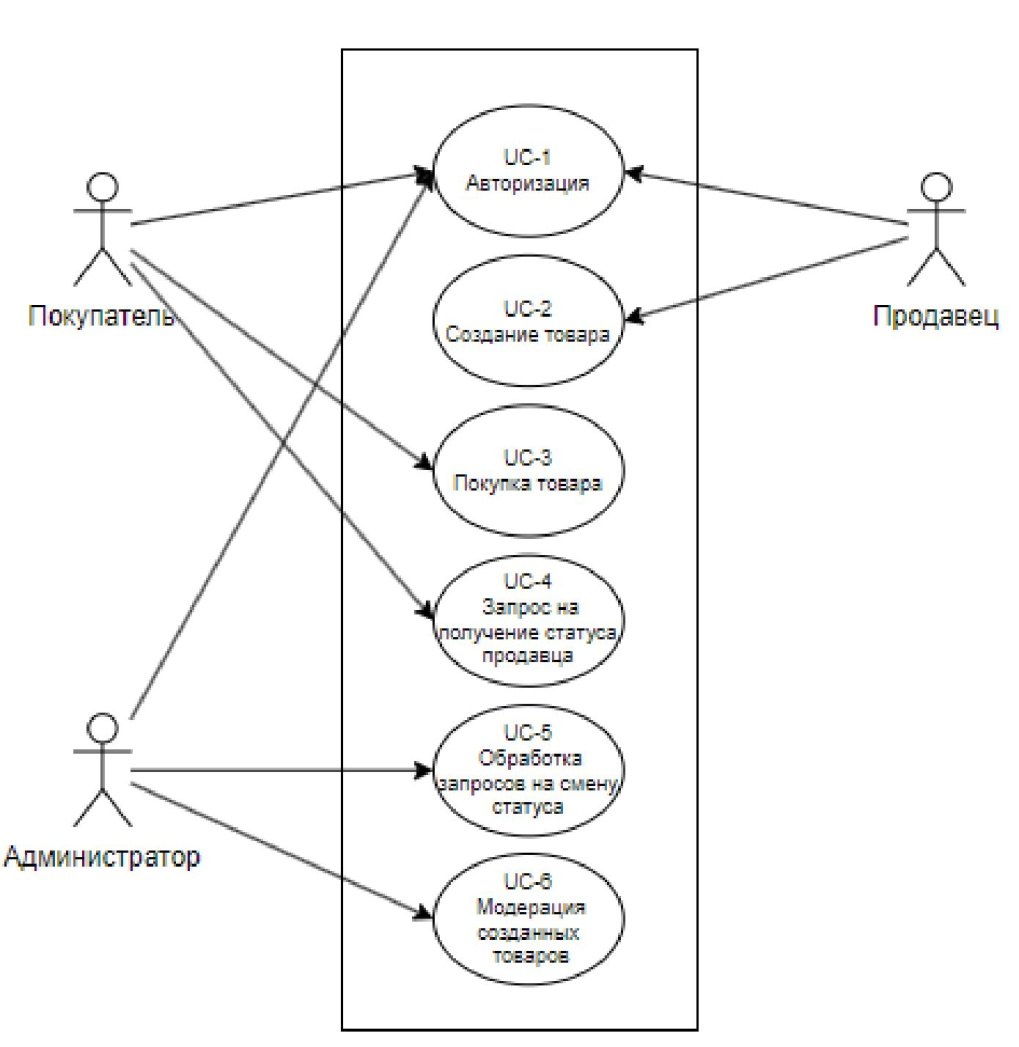 UC-1
Авторизация
Покупатель
Продавец
UC-2
Создание товара
UC-3
Покупка товара
UC-4
Запрос на
получение статуса
продавца
UC-5
Обработка
запросов на смену
статуса
Администратор
UC-6
Модерация
созданных
товаров